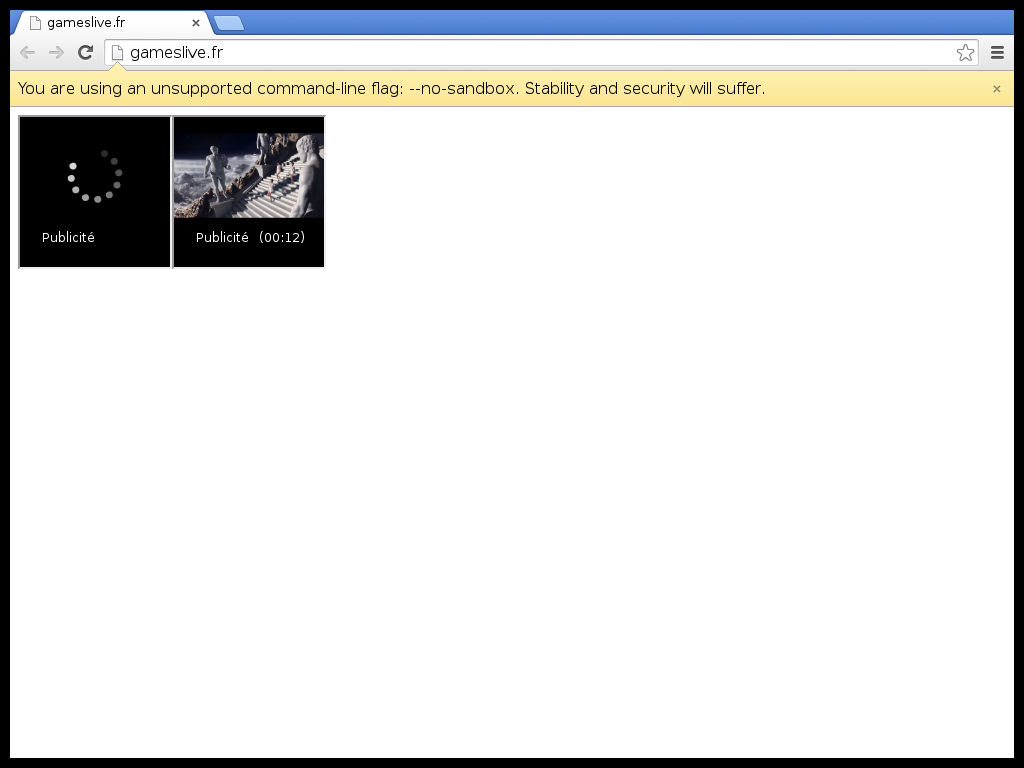 gameslive.fr
gameslive.fr
You are using an unsupported command-line flag: --no-sandbox. Stability and security will suffer.
Publicité
Publicité (00:12)